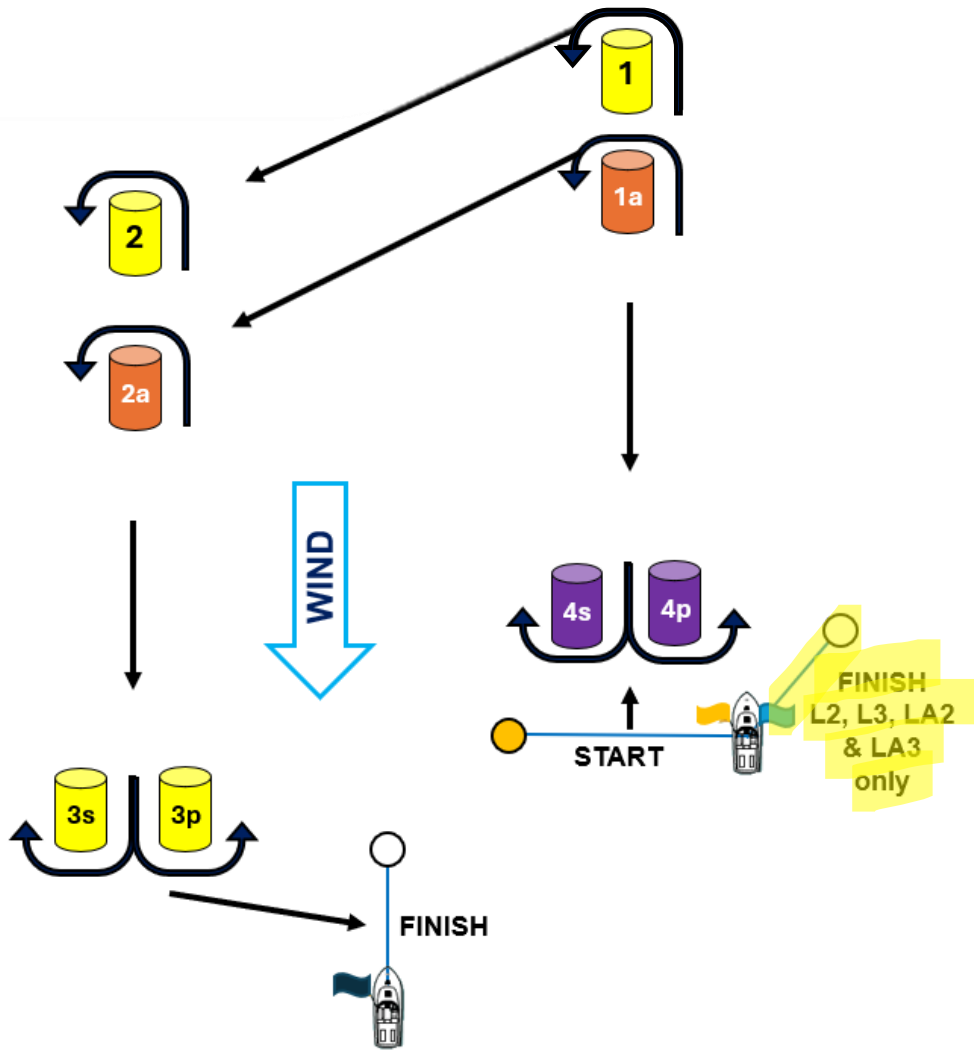 1
1a
2
2a
WIND
4s
4p
FINISH
L2, L3, LA2
& LA3
only
START
3s
3p
FINISH